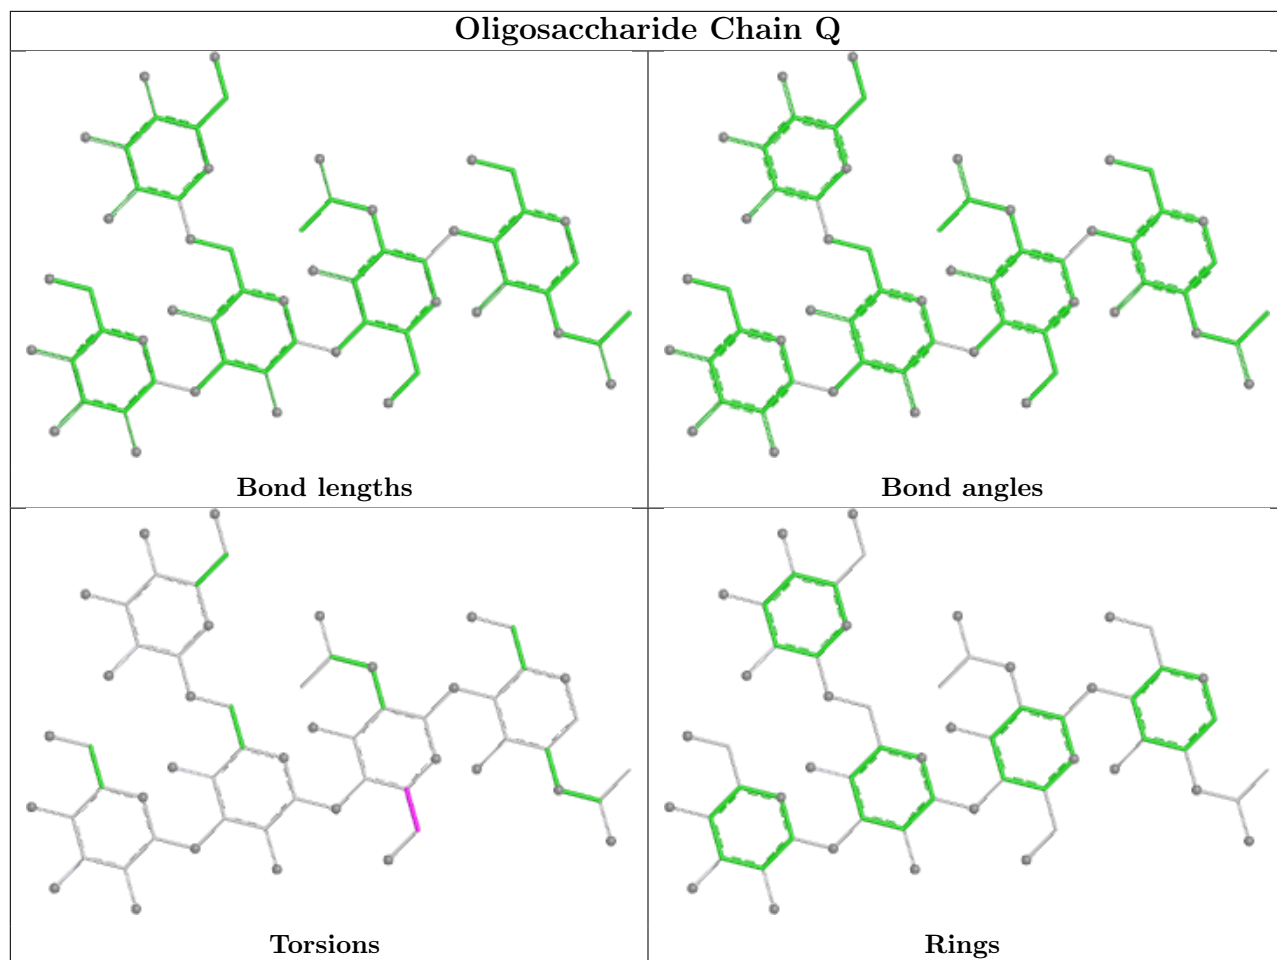 Oligosaccharide Chain Q
Bond lengths
Bond angles
Torsions
Rings